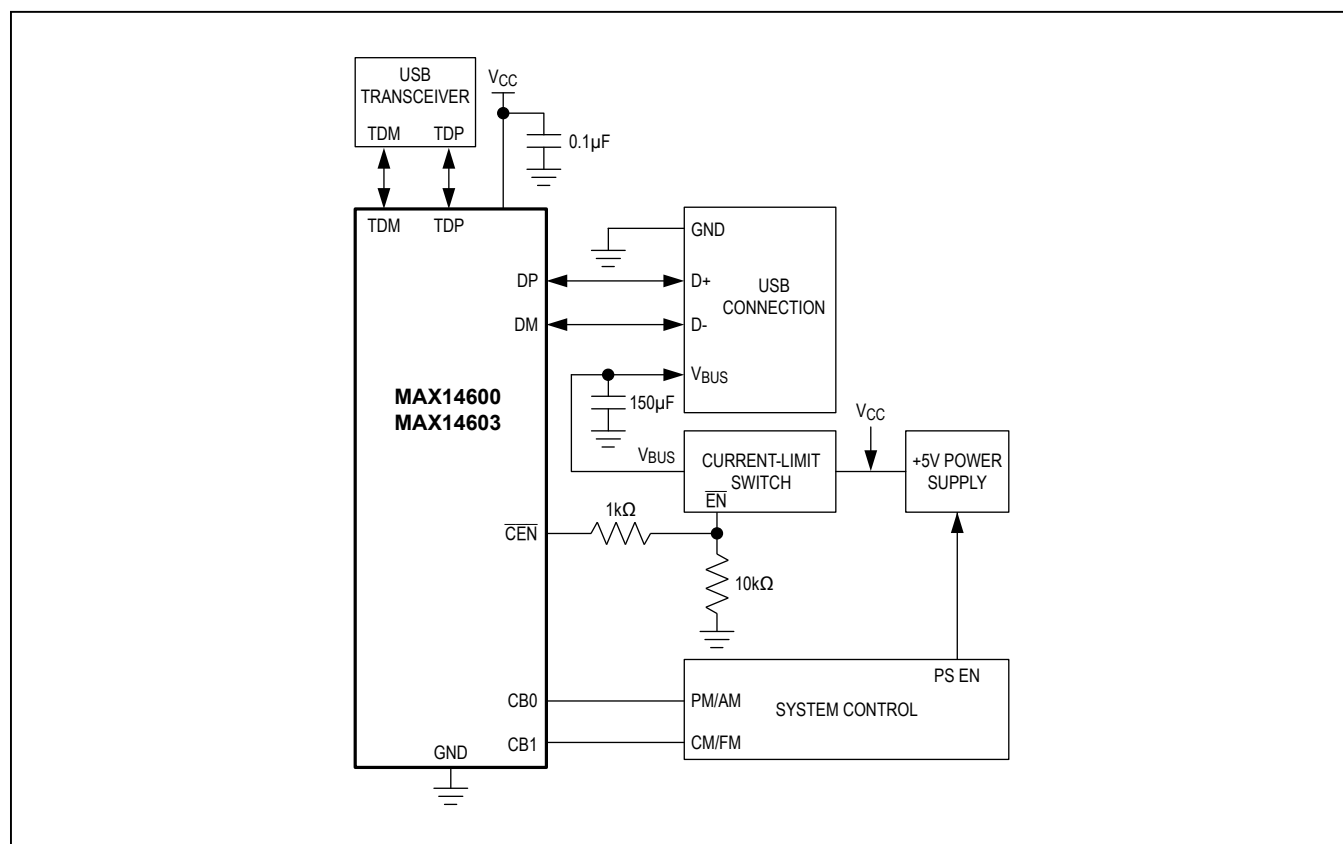 USB
TRANSCEIVER
TDM TDP
VCC
0.1µF
TDM TDP
GND
DP
D+
USB
CONNECTION
DM
D-
VBUS
MAX14600
MAX14603
150µF
VCC
VBUS
CURRENT-LIMIT
SWITCH
EN
+5V POWER
SUPPLY
1kΩ
CEN
10kΩ
PS EN
CB0
PM/AM
SYSTEM CONTROL
CB1
CM/FM
GND